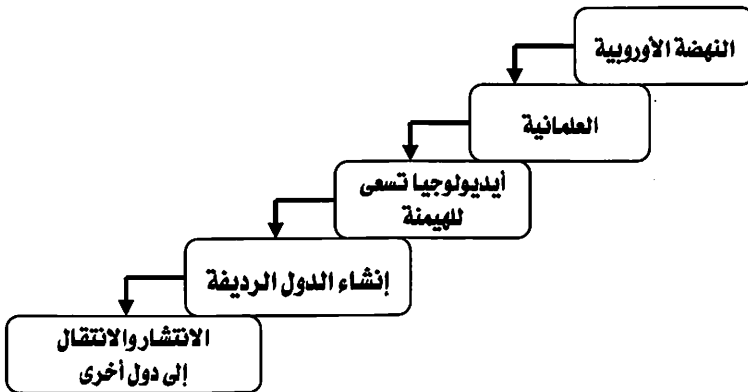 النهضة الأوروبية
العلمانية
أيديولوجيا تسعى
للهيمنة
إنشاء الدول الرديفة
الانتشار والانتقال
إلى دول أخرى